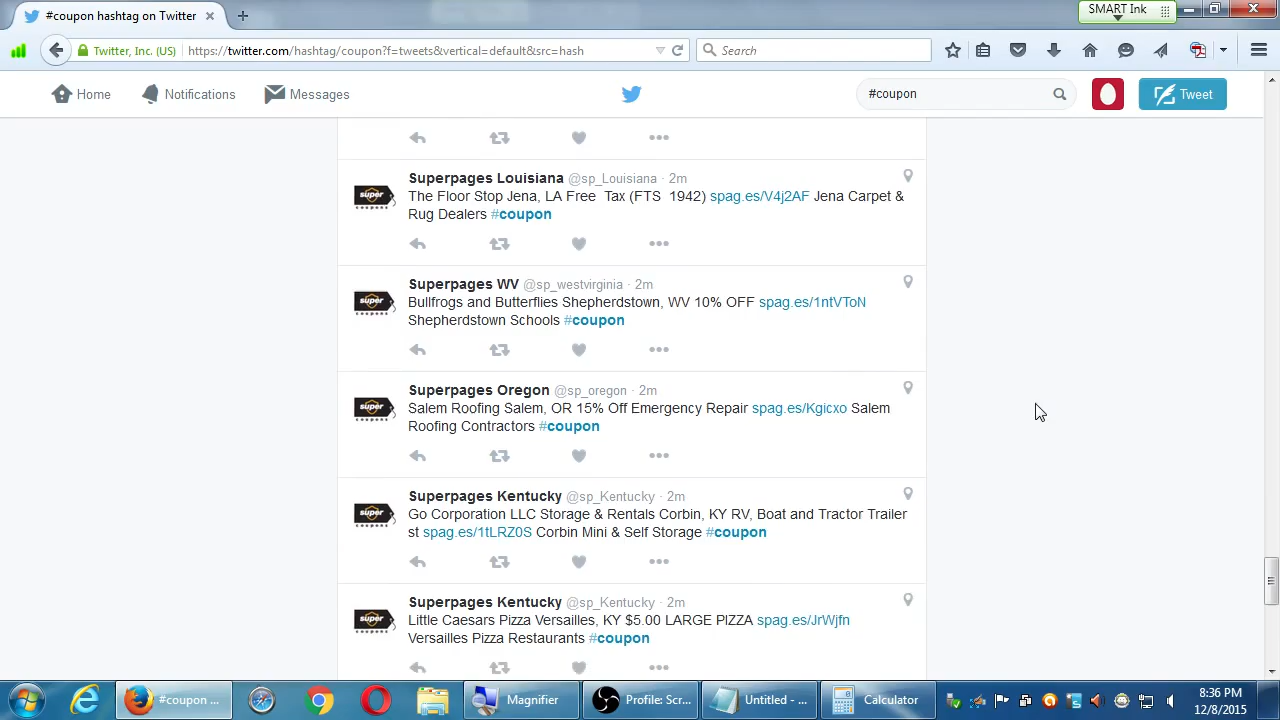 #coupon hashtag on Twitter
SMART Ink
Twitter, Inc. (US)
https://twitter.com/hashtag/coupon?f=tweets&vertical=default&src=hash
Search
Home
Notifications
Messages
#coupon
Tweet
Superpages Louisiana @sp_Louisiana · 2m
The Floor Stop Jena, LA Free Tax (FTS 1942) spag.es/V4j2AF Jena Carpet &
Rug Dealers #coupon
super
Superpages WV @sp_westvirginia · 2m
Bullfrogs and Butterflies Shepherdstown, WV 10% OFF spag.es/1ntVToN
Shepherdstown Schools #coupon
super
Superpages Oregon @sp_oregon · 2m
Salem Roofing Salem, OR 15% Off Emergency Repair spag.es/Kgicxo Salem
Roofing Contractors #coupon
super
Superpages Kentucky @sp_Kentucky · 2m
Go Corporation LLC Storage & Rentals Corbin, KY RV, Boat and Tractor Trailer
st spag.es/1tLRZ0S Corbin Mini & Self Storage #coupon
super
Superpages Kentucky @sp_Kentucky · 2m
Little Caesars Pizza Versailles, KY $5.00 LARGE PIZZA spag.es/JrWjfn
Versailles Pizza Restaurants #coupon
super
#coupon ...
Magnifier
Profile: Scr...
Untitled - ...
Calculator
8:36 PM
12/8/2015